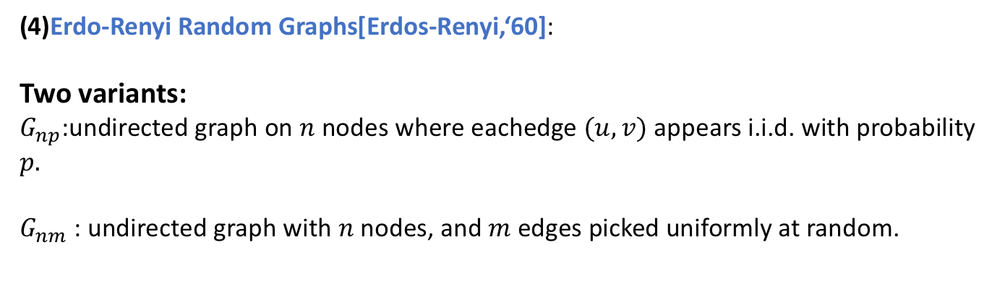 (4)Erdo-Renyi Random Graphs[Erdos-Renyi,‘60]:
Two variants:
G_{np}:undirected graph on n nodes where eachedge (u, v) appears i.i.d. with probability
p.
G_{nm} : undirected graph with n nodes, and m edges picked uniformly at random.